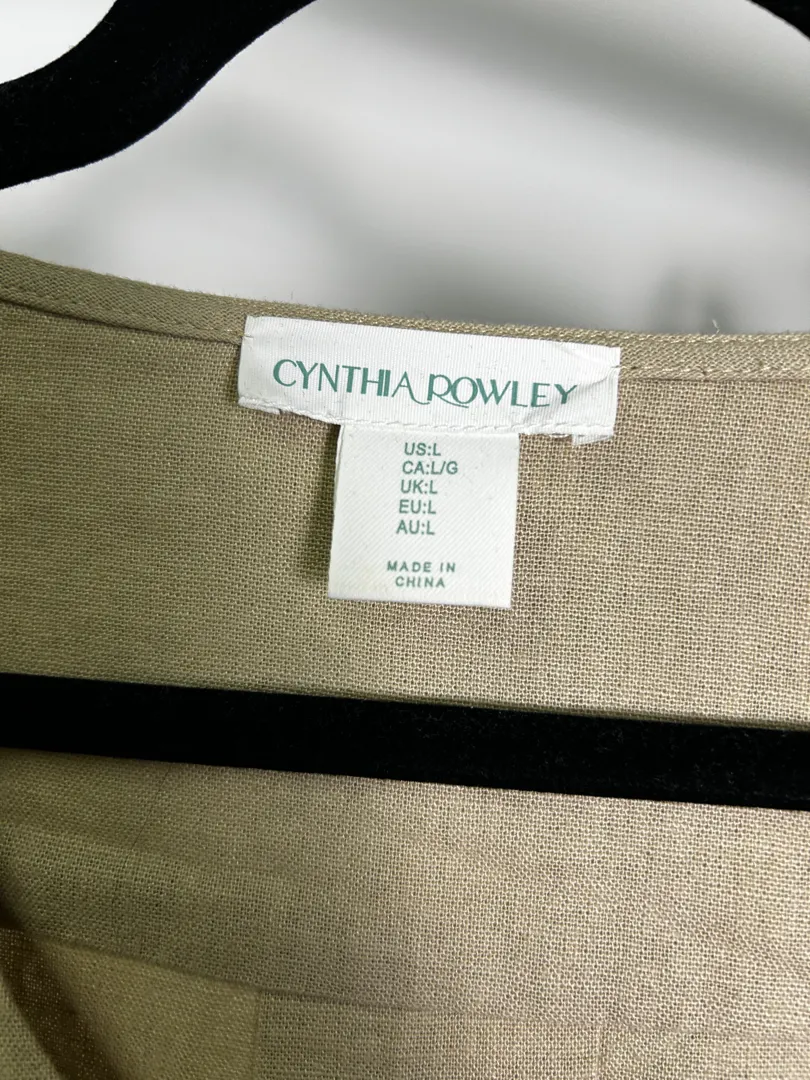 CYNTHIA ROWLEY
US:L
CA:L/G
UK:L
EU:L
AU:L
MADE IN
CHINA